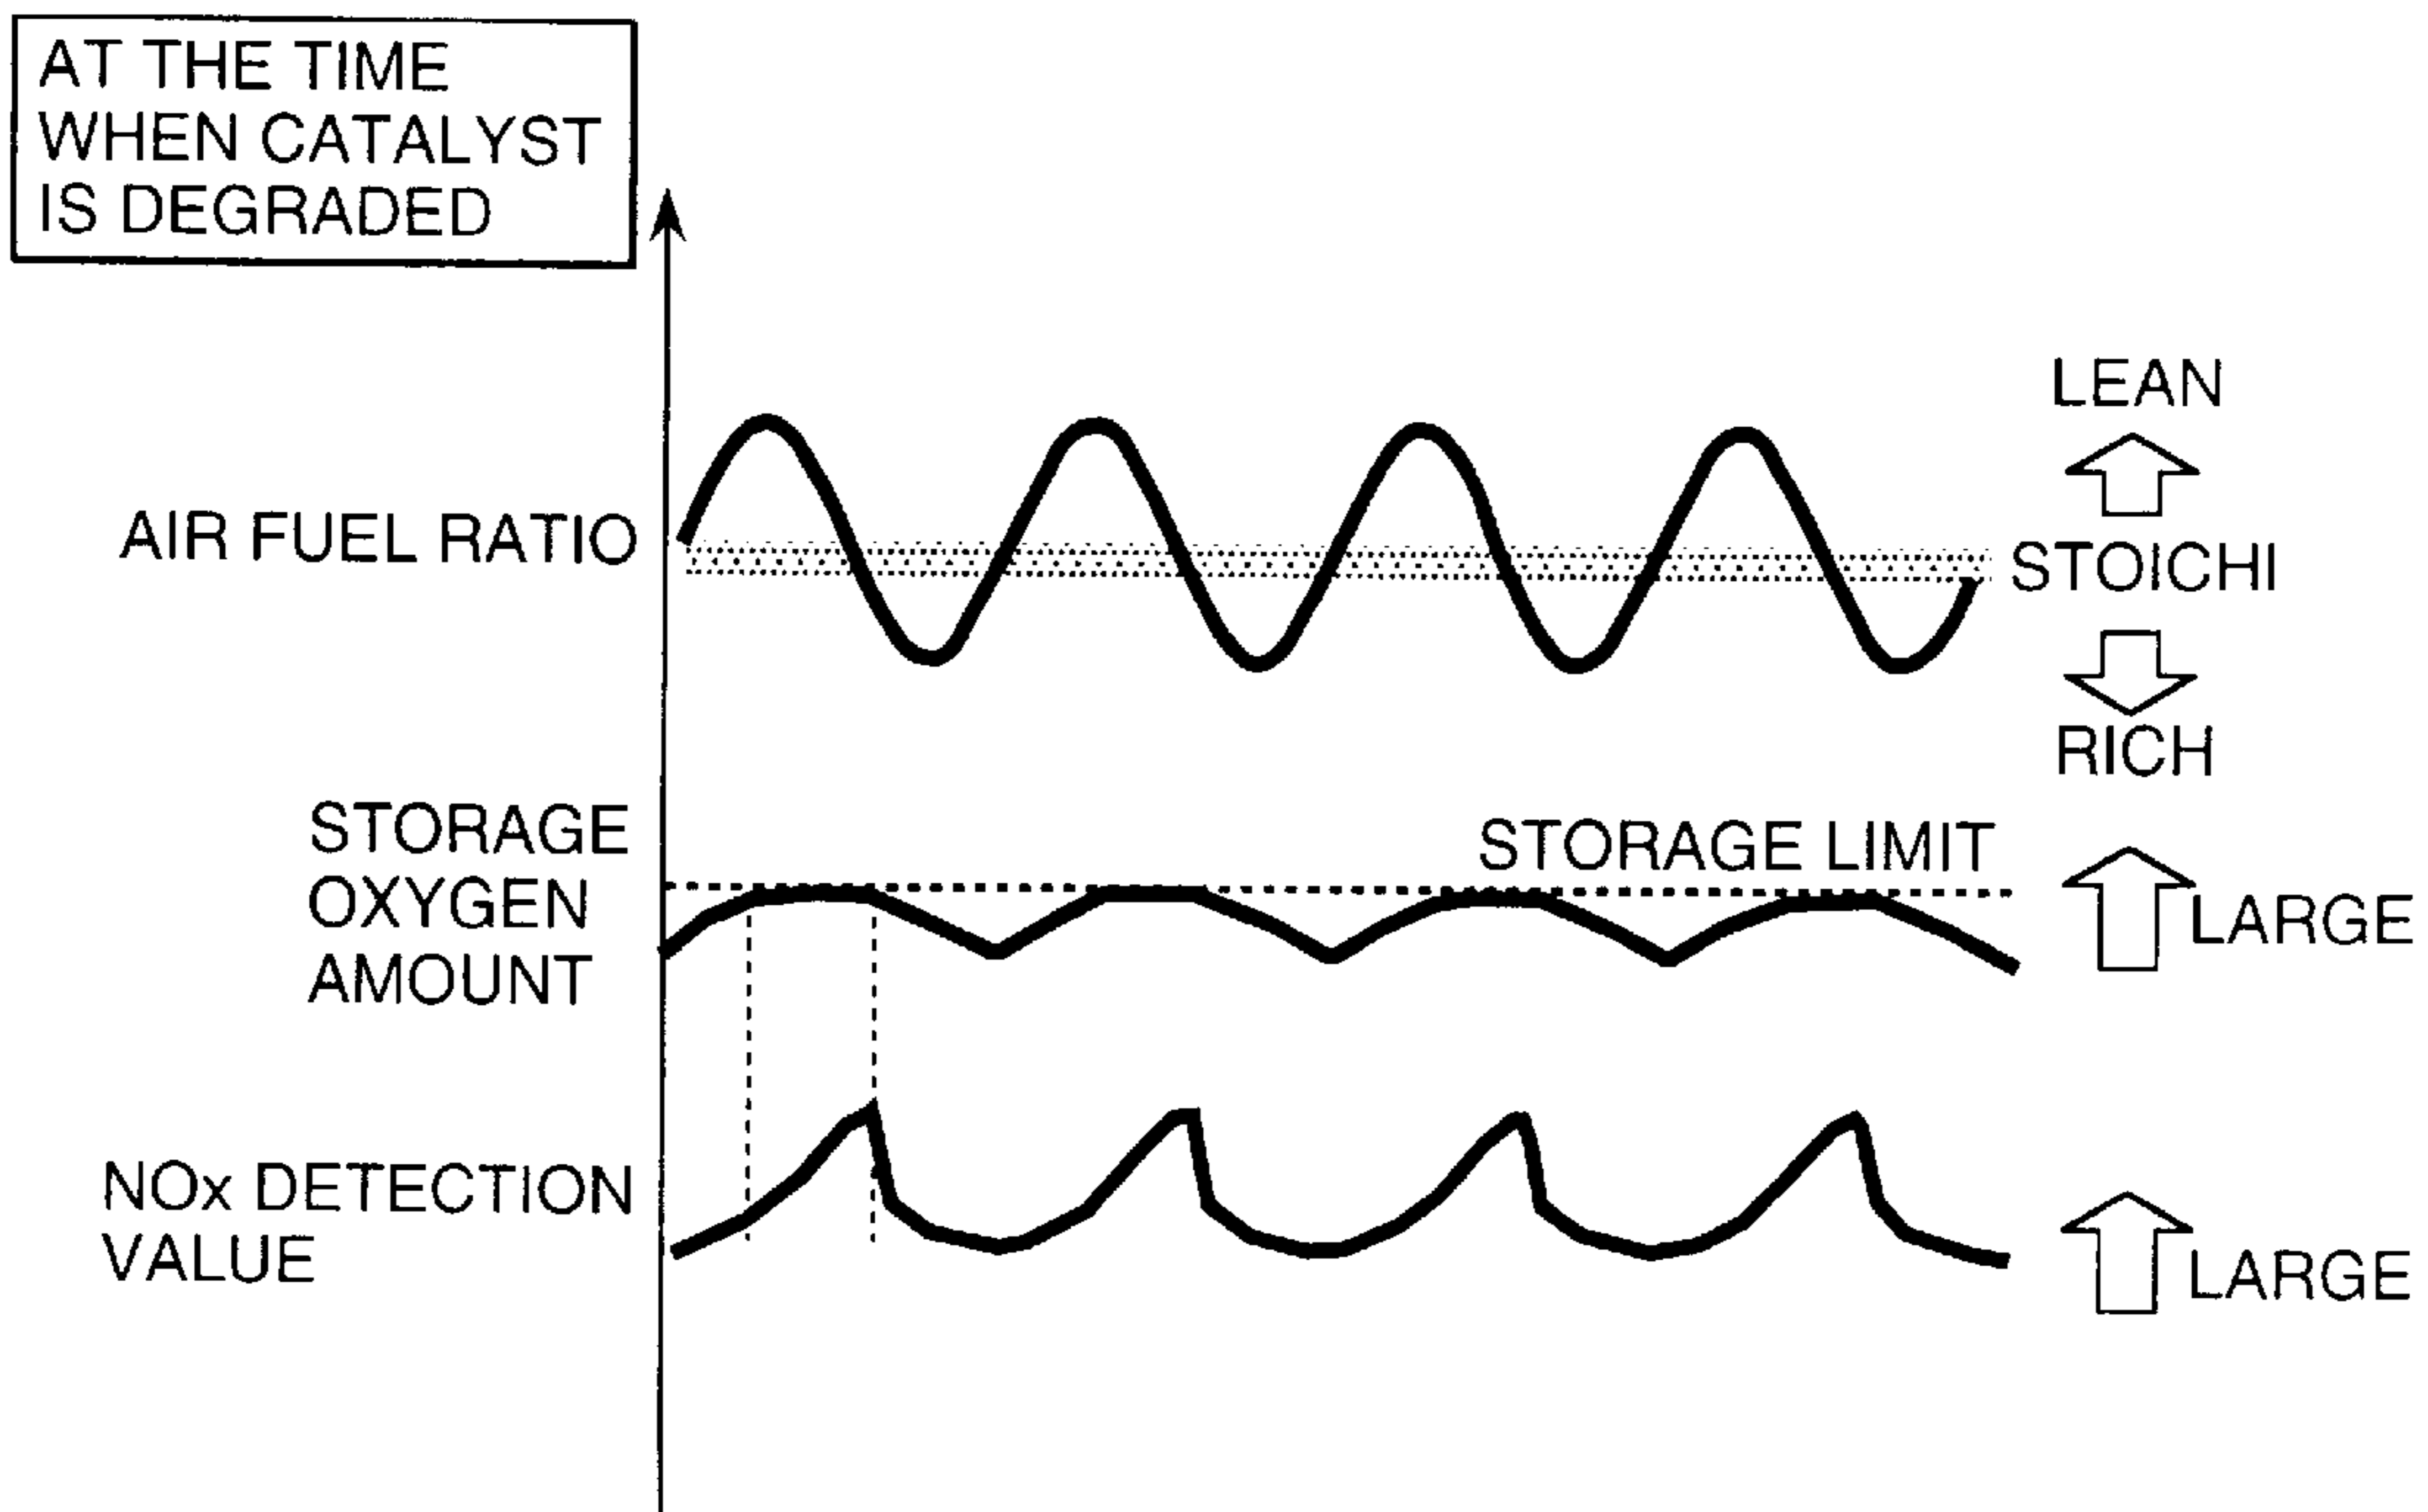 AT THE TIME
WHEN CATALYST
IS DEGRADED
LEAN
AIR FUEL RATIO
STOICHI
RICH
STORAGE
OXYGEN
AMOUNT
STORAGE LIMIT
LARGE
NOx DETECTION
VALUE
LARGE